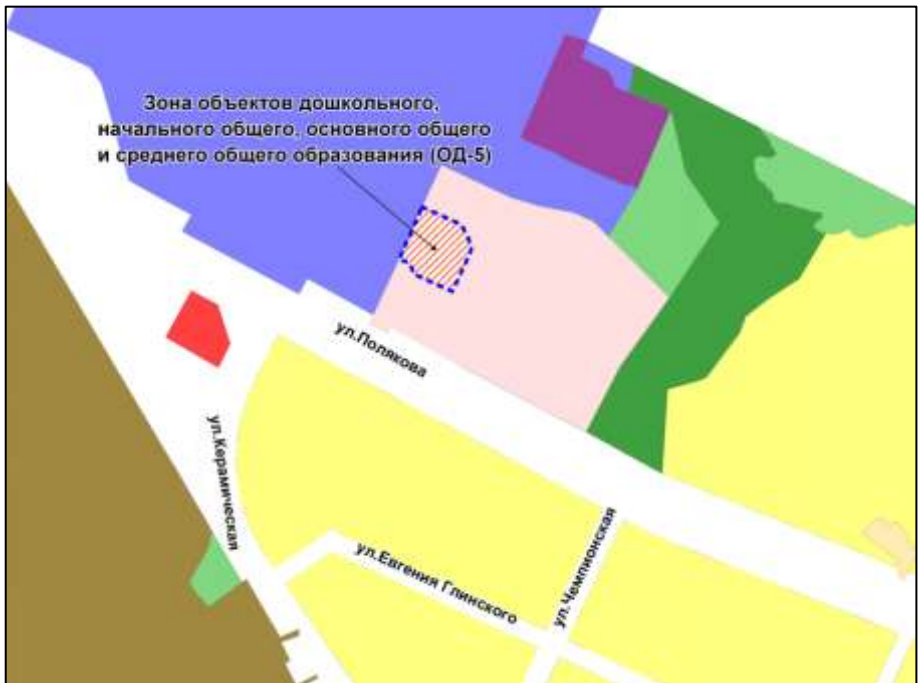 Зона объектов дошкольного,
начального общего, основного общего
и среднего общего образования (ОД-5)
ул.Полякова
ул.Керамическая
ул.Евгения Глинского
ул.Чемпионская